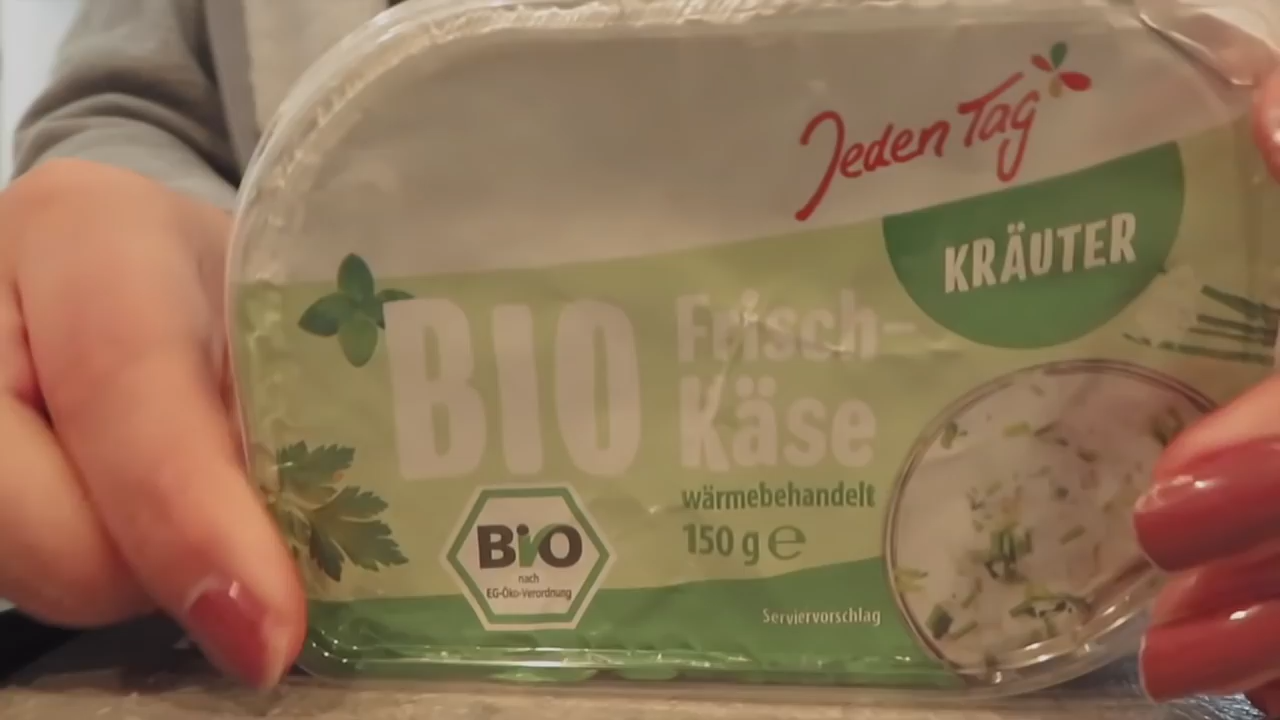 Jeden Tag
KRÄUTER
BIO
Frisch-
Käse
wärmebehandelt
150 g ℮
BiO
nach
EG-Öko-Verordnung
Serviervorschlag